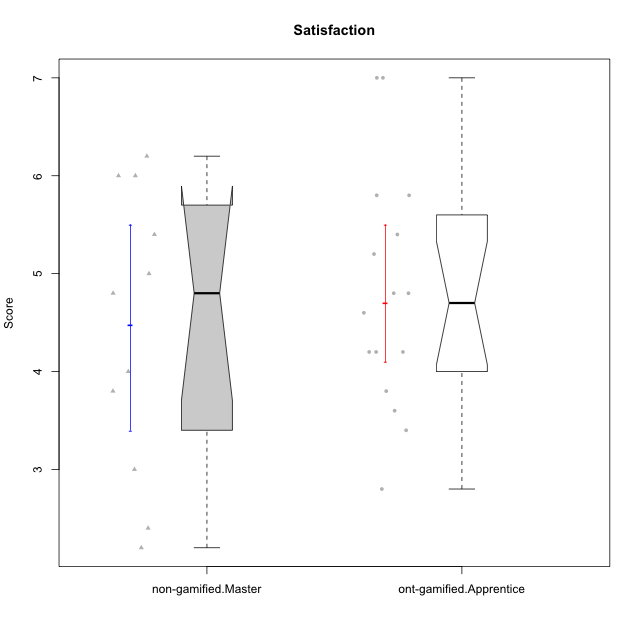 Satisfaction
Score
7
6
5
4
3
non-gamified.Master
ont-gamified.Apprentice